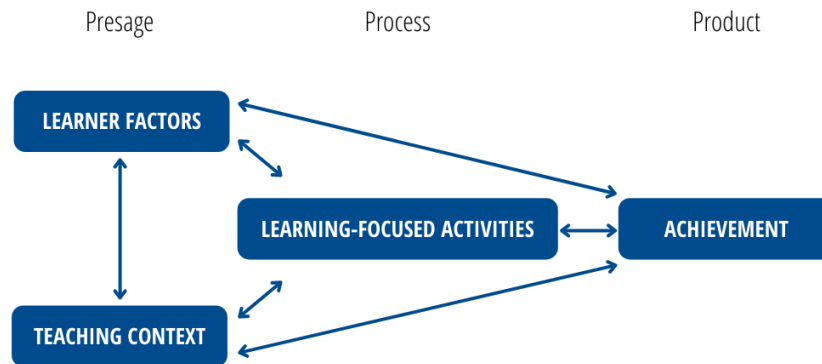 Presage
Process
Product
LEARNER FACTORS
LEARNING-FOCUSED ACTIVITIES
ACHIEVEMENT
TEACHING CONTEXT